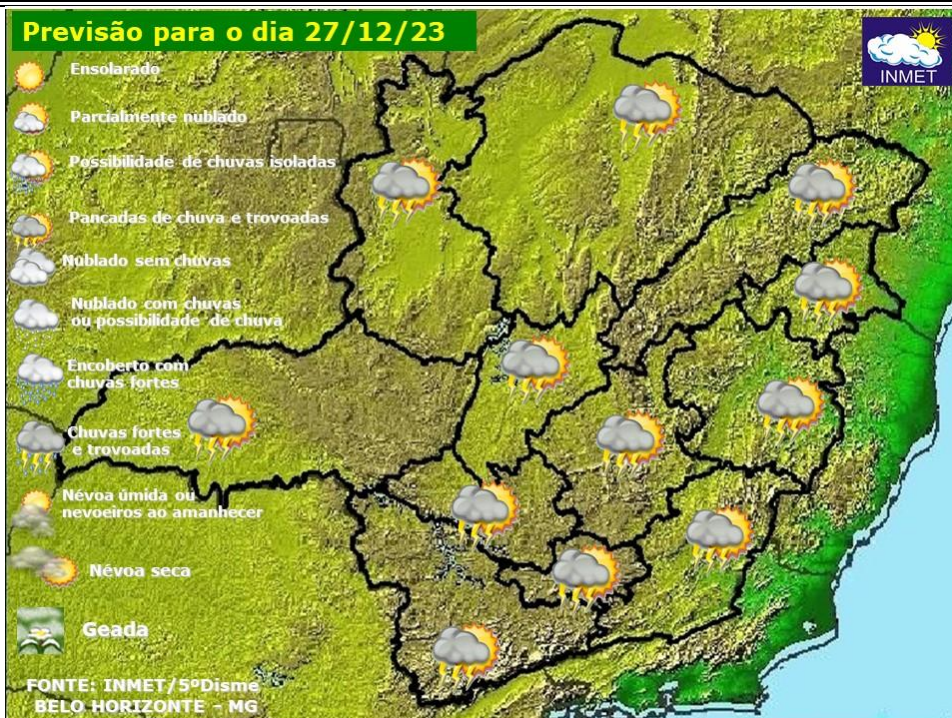 Previsão para o dia 27/12/23
INMET
Ensolarado
Parcialmente nublado
Possibilidade de chuvas isoladas
Pancadas de chuva e trovoadas
Nublado sem chuvas
Nublado com chuvas
ou possibilidade de chuva
Encoberto com
chuvas fortes
Chuvas fortes
e trovoadas
Névoa úmida ou
nevoeiros ao amanhecer
Névoa seca
Geada
FONTE: INMET/5ºDisme
BELO HORIZONTE - MG